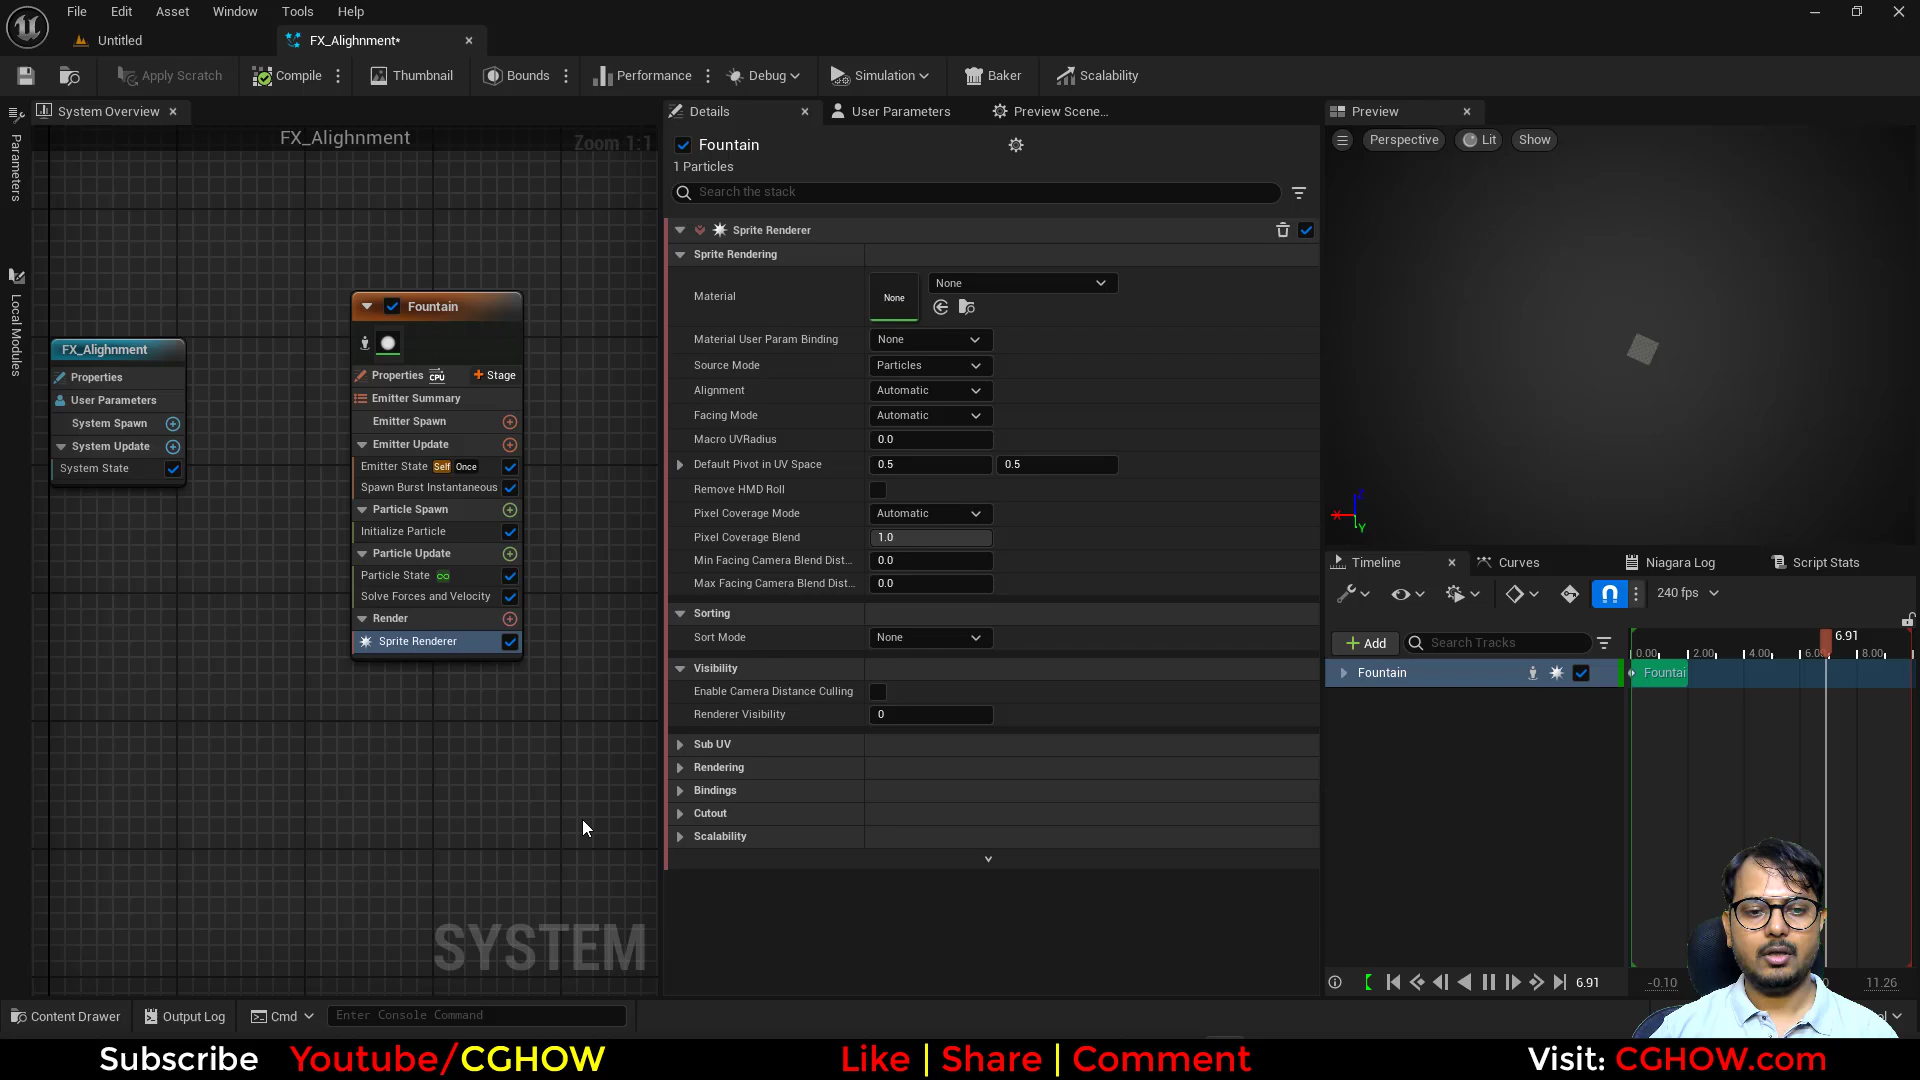 File Edit Asset Window Tools Help
Untitled
FX_Alighnment*
Apply Scratch
Compile
Thumbnail
Bounds
Performance
Debug
Simulation
Baker
Scalability
System Overview
FX_Alighnment
Zoom 1:1
Parameters
Local Modules
FX_Alighnment
Properties
User Parameters
System Spawn
System Update
System State
Fountain
Properties CPU + Stage
Emitter Summary
Emitter Spawn
Emitter Update
Emitter State Self Once
Spawn Burst Instantaneous
Particle Spawn
Initialize Particle
Particle Update
Particle State
Solve Forces and Velocity
Render
Sprite Renderer
SYSTEM
Details
User Parameters
Preview Scene...
Fountain
1 Particles
Search the stack
Sprite Renderer
Sprite Rendering
Material None None
Material User Param Binding None
Source Mode Particles
Alignment Automatic
Facing Mode Automatic
Macro UVRadius 0.0
Default Pivot in UV Space 0.5 0.5
Remove HMD Roll
Pixel Coverage Mode Automatic
Pixel Coverage Blend 1.0
Min Facing Camera Blend Dist... 0.0
Max Facing Camera Blend Dist... 0.0
Sorting
Sort Mode None
Visibility
Enable Camera Distance Culling
Renderer Visibility 0
Sub UV
Rendering
Bindings
Cutout
Scalability
Preview
Perspective Lit Show
X Z Y
Timeline
Curves
Niagara Log
Script Stats
240 fps
+ Add Search Tracks
6.91
0.00 2.00 4.00 8.00
Fountain
Fountai
6.91 -0.10 11.26
Content Drawer
Output Log
Cmd
Enter Console Command
Subscribe Youtube/CGHOW
Like | Share | Comment
Visit: CGHOW.com